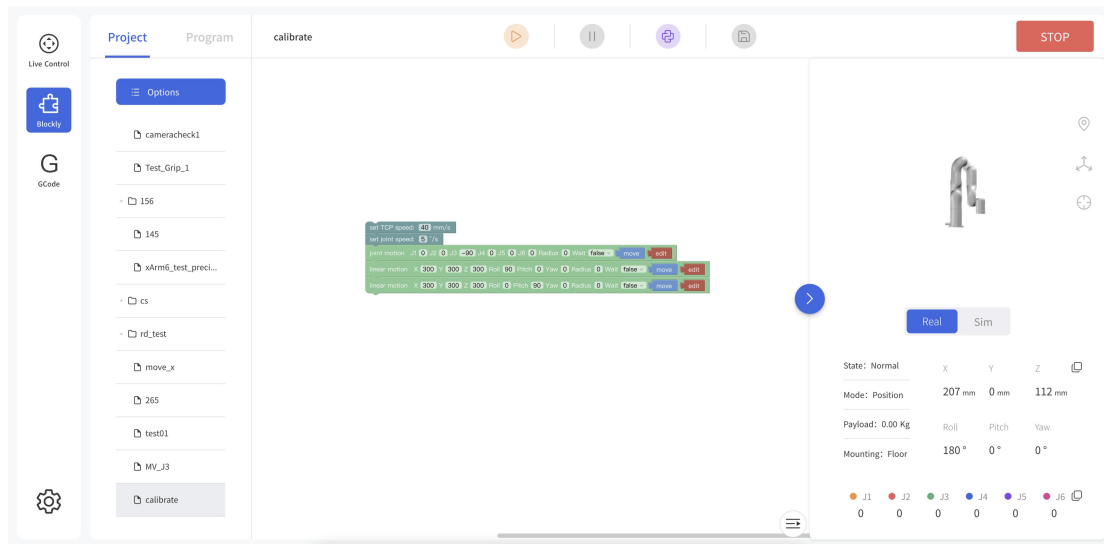 Live Control
Blockly
G
GCode
Project Program
Options
cameracheck1
Test_Grip_1
156
145
xArm6_test_preci...
cs
rd_test
move_x
265
test01
MV_J3
calibrate
calibrate
STOP
set TCP speed: 40 mm/s
set joint speed: 5 °/s
joint motion J1 0 J2 0 J3 -90 J4 0 J5 0 J6 0 Radius 0 Wait false move edit
linear motion X 300 Y 300 Z 300 Roll 90 Pitch 0 Yaw 0 Radius 0 Wait false move edit
linear motion X 300 Y 300 Z 300 Roll 0 Pitch 90 Yaw 0 Radius 0 Wait false move edit
Real Sim
State: Normal
Mode: Position
Payload: 0.00 Kg
Mounting: Floor
X Y Z
207 mm 0 mm 112 mm
Roll Pitch Yaw
180 ° 0 ° 0 °
J1 J2 J3 J4 J5 J6
0 0 0 0 0 0